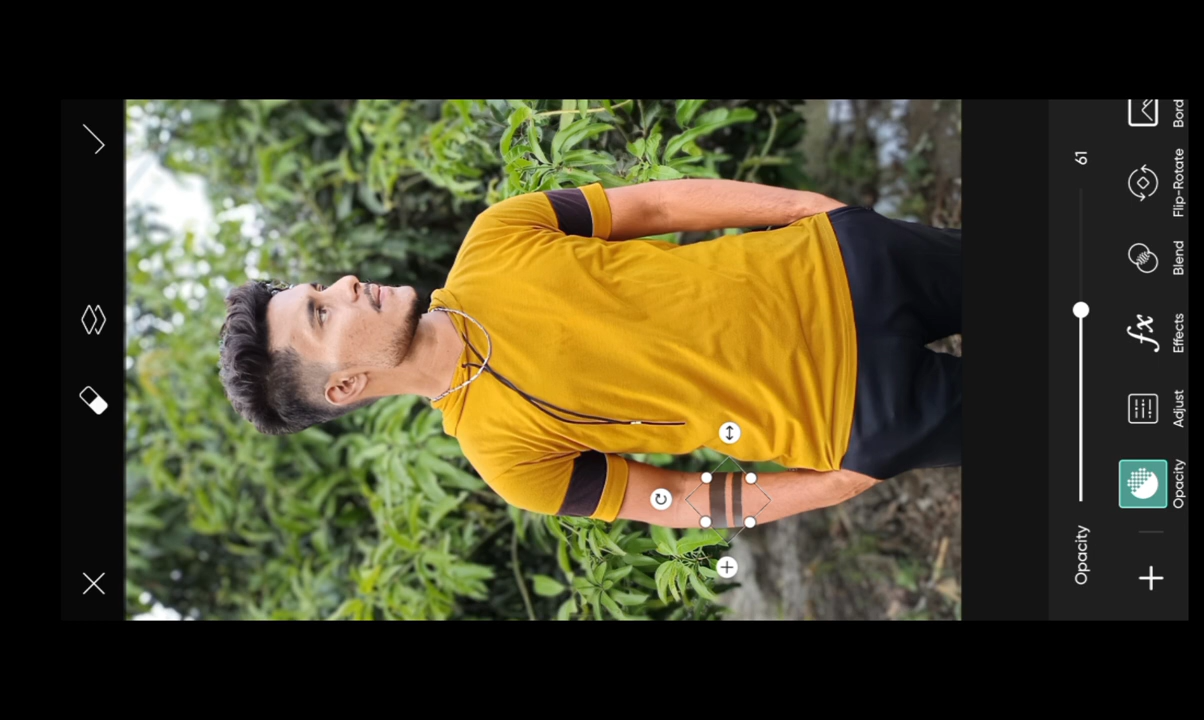 Opacity 61
Opacity
Adjust
Effects
Blend
Flip-Rotate
Bord